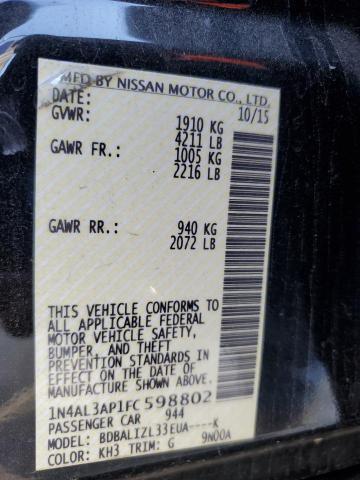 MFD BY NISSAN MOTOR CO., LTD.
DATE: 10/15
GVWR: 1910 KG
4211 LB
GAWR FR.: 1005 KG
2216 LB
GAWR RR.: 940 KG
2072 LB
THIS VEHICLE CONFORMS TO
ALL APPLICABLE FEDERAL
MOTOR VEHICLE SAFETY,
BUMPER, AND THEFT
PREVENTION STANDARDS IN
EFFECT ON THE DATE OF
MANUFACTURE SHOWN ABOVE.
1N4AL3AP1FC598802
PASSENGER CAR 944
MODEL: BDBALIZL33EUA----K
COLOR: KH3 TRIM: G 9N00A